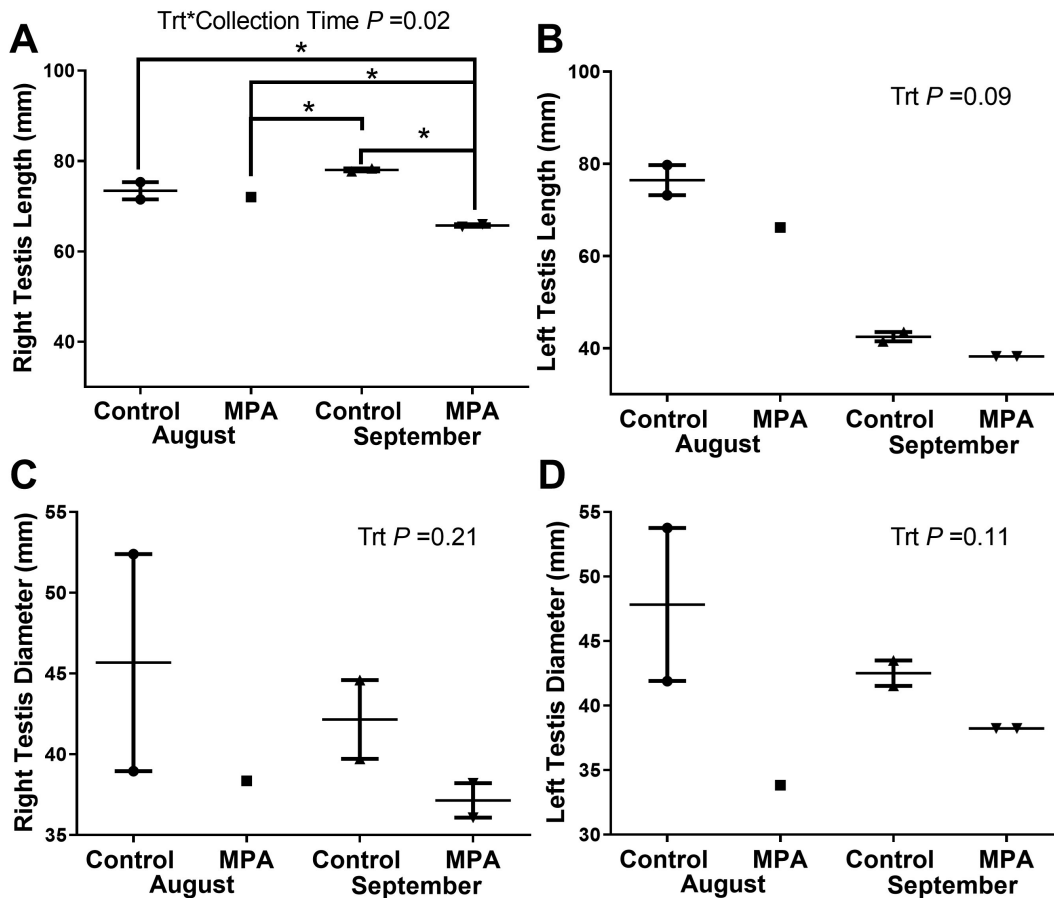 A
Trt*Collection Time P =0.02
*
*
*
*
Right Testis Length (mm)
100
80
60
40
Control MPA Control MPA
August September
B
Trt P =0.09
Left Testis Length (mm)
100
80
60
40
Control MPA Control MPA
August September
C
Trt P =0.21
Right Testis Diameter (mm)
55
50
45
40
35
Control MPA Control MPA
August September
D
Trt P =0.11
Left Testis Diameter (mm)
55
50
45
40
35
30
Control MPA Control MPA
August September